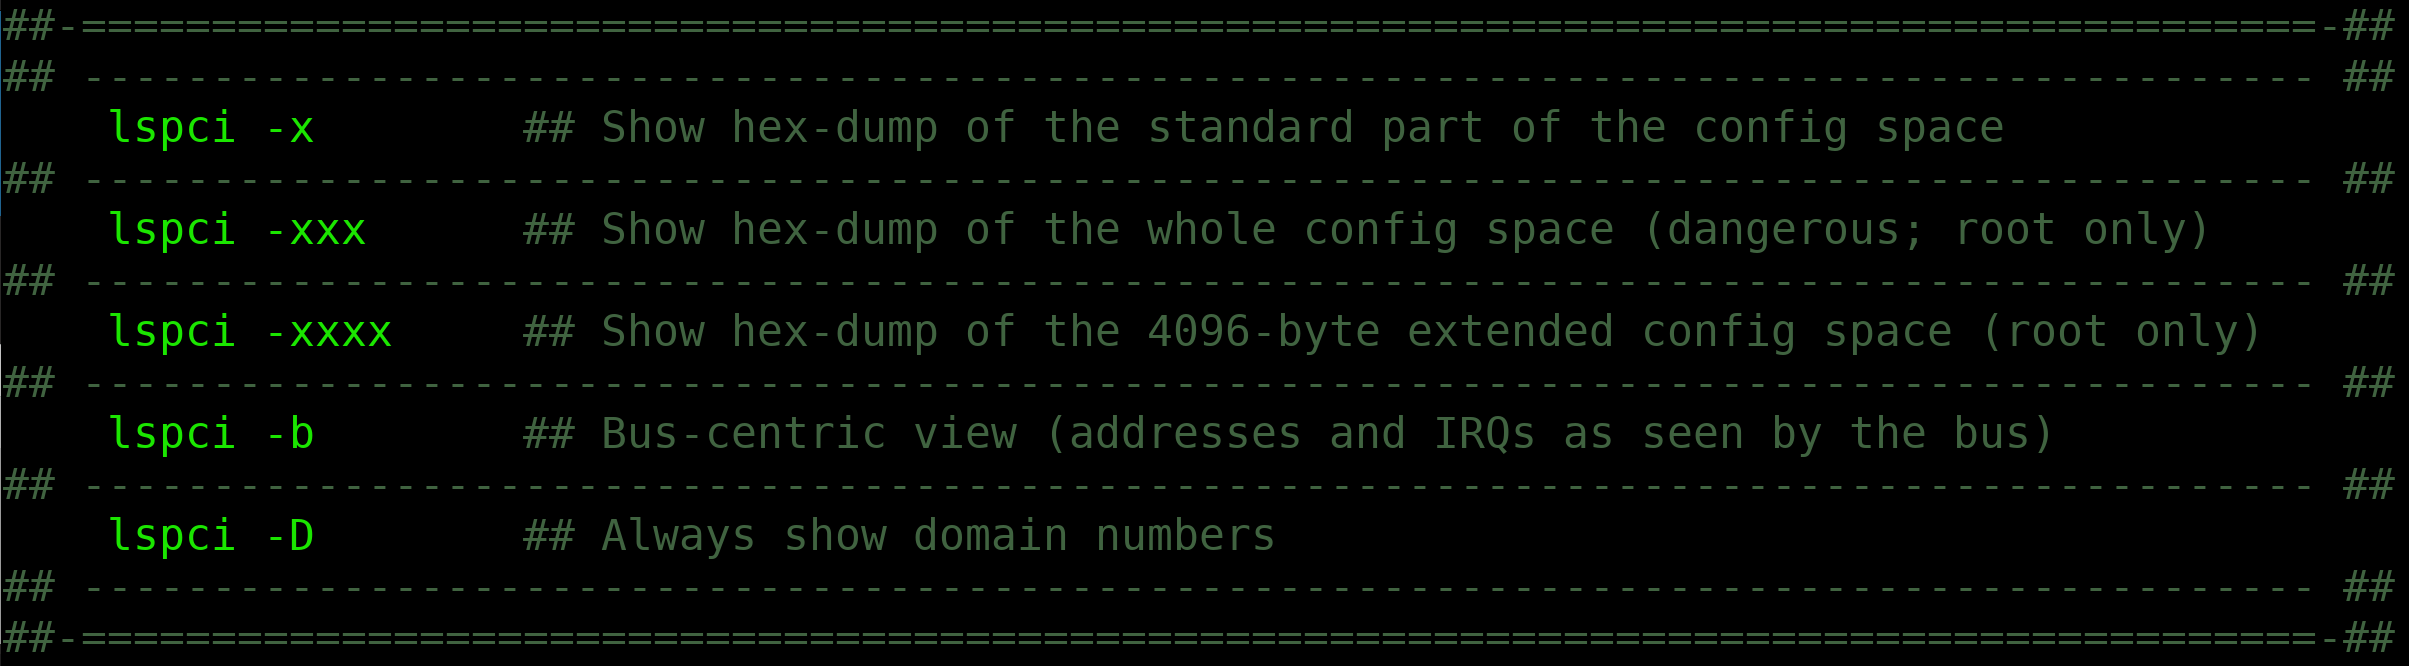 ##-======================================================================================-##
## -------------------------------------------------------------------------------------- ##
    lspci -x        ## Show hex-dump of the standard part of the config space
## -------------------------------------------------------------------------------------- ##
    lspci -xxx      ## Show hex-dump of the whole config space (dangerous; root only)
## -------------------------------------------------------------------------------------- ##
    lspci -xxxx     ## Show hex-dump of the 4096-byte extended config space (root only)
## -------------------------------------------------------------------------------------- ##
    lspci -b        ## Bus-centric view (addresses and IRQs as seen by the bus)
## -------------------------------------------------------------------------------------- ##
    lspci -D        ## Always show domain numbers
## -------------------------------------------------------------------------------------- ##
##-======================================================================================-##